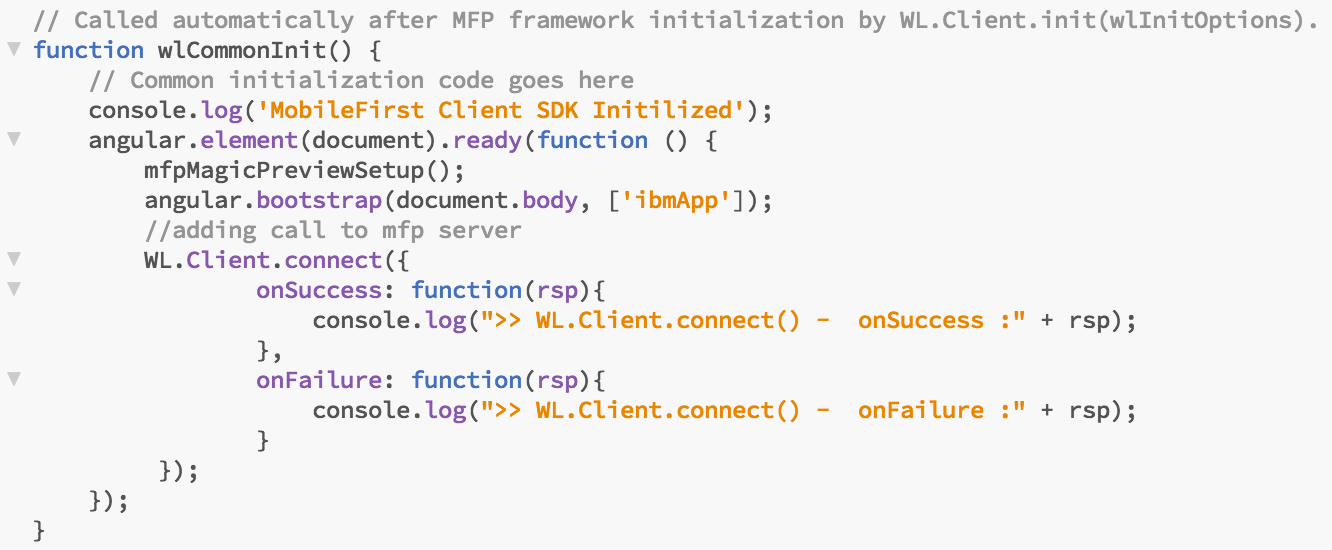 // Called automatically after MFP framework initialization by WL.Client.init(wlInitOptions).
function wlCommonInit() {
    // Common initialization code goes here
    console.log('MobileFirst Client SDK Initilized');
    angular.element(document).ready(function () {
        mfpMagicPreviewSetup();
        angular.bootstrap(document.body, ['ibmApp']);
        //adding call to mfp server
        WL.Client.connect({
                onSuccess: function(rsp){
                    console.log(">> WL.Client.connect() -  onSuccess :" + rsp);
                },
                onFailure: function(rsp){
                    console.log(">> WL.Client.connect() -  onFailure :" + rsp);
                }
         });
    });
}